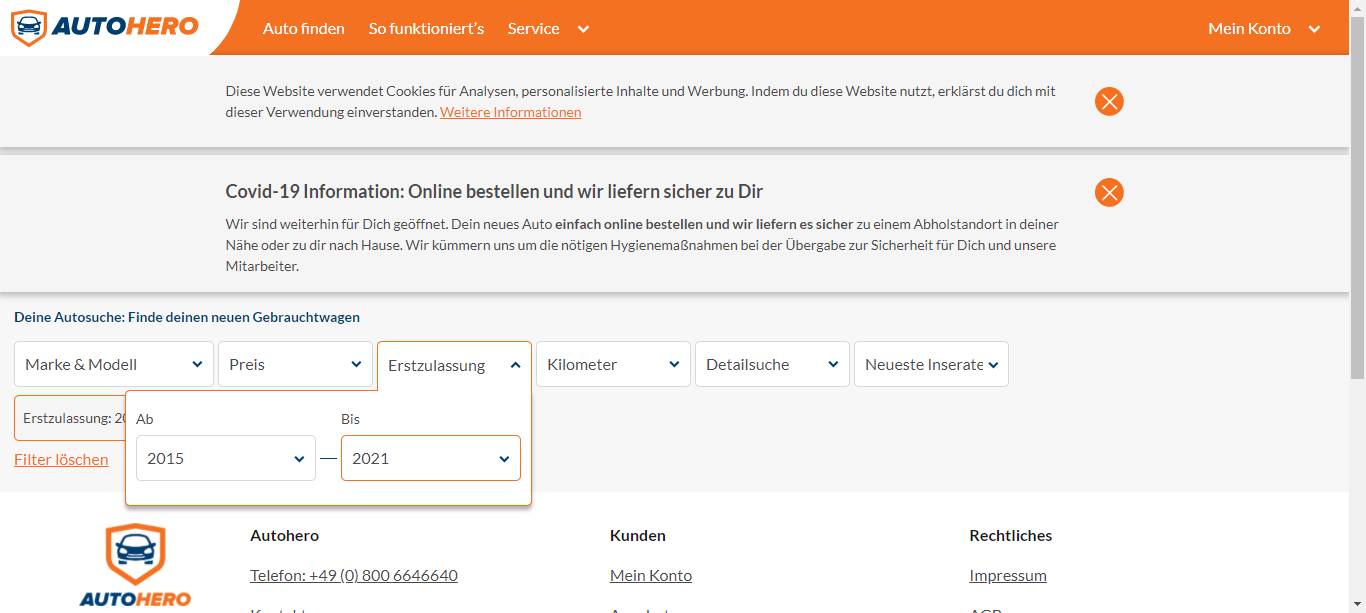 AUTOHERO
Auto finden
So funktioniert's
Service
Mein Konto
Diese Website verwendet Cookies für Analysen, personalisierte Inhalte und Werbung. Indem du diese Website nutzt, erklärst du dich mit
dieser Verwendung einverstanden. Weitere Informationen
Covid-19 Information: Online bestellen und wir liefern sicher zu Dir
Wir sind weiterhin für Dich geöffnet. Dein neues Auto einfach online bestellen und wir liefern es sicher zu einem Abholstandort in deiner
Nähe oder zu dir nach Hause. Wir kümmern uns um die nötigen Hygienemaßnahmen bei der Übergabe zur Sicherheit für Dich und unsere
Mitarbeiter.
Deine Autosuche: Finde deinen neuen Gebrauchtwagen
Marke & Modell
Preis
Erstzulassung
Kilometer
Detailsuche
Neueste Inserate
Erstzulassung:
Ab
Bis
2015
2021
Filter löschen
AUTOHERO
Autohero
Kunden
Rechtliches
Telefon: +49 (0) 800 6646640
Mein Konto
Impressum